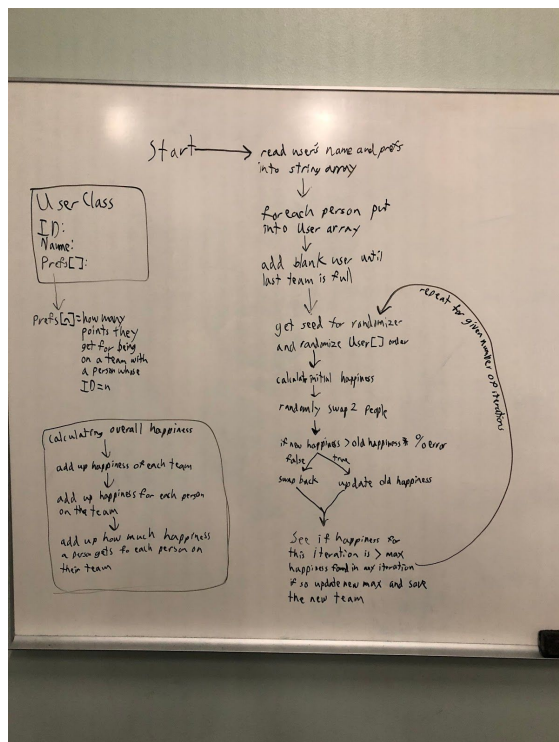 Start
read user's name and prefs
into string array
for each person put
into User array
add blank user until
last team is full
get seed for randomizer
and randomize User[] order
calculate initial happiness
randomly swap 2 people
if new happiness > old happiness * % error
false true
swap back update old happiness
See if happiness for
this iteration is > max
happiness found in any iteration
if so update new max and save
the new team
repeat for given number of iterations
User Class
ID:
Name:
Prefs[]:
Prefs[n]=how many
points they
get for being
on a team with
a person whose
ID=n
calculating overall happiness
add up happiness of each team
add up happiness for each person
on the team
add up how much happiness
a person gets for each person on
their team